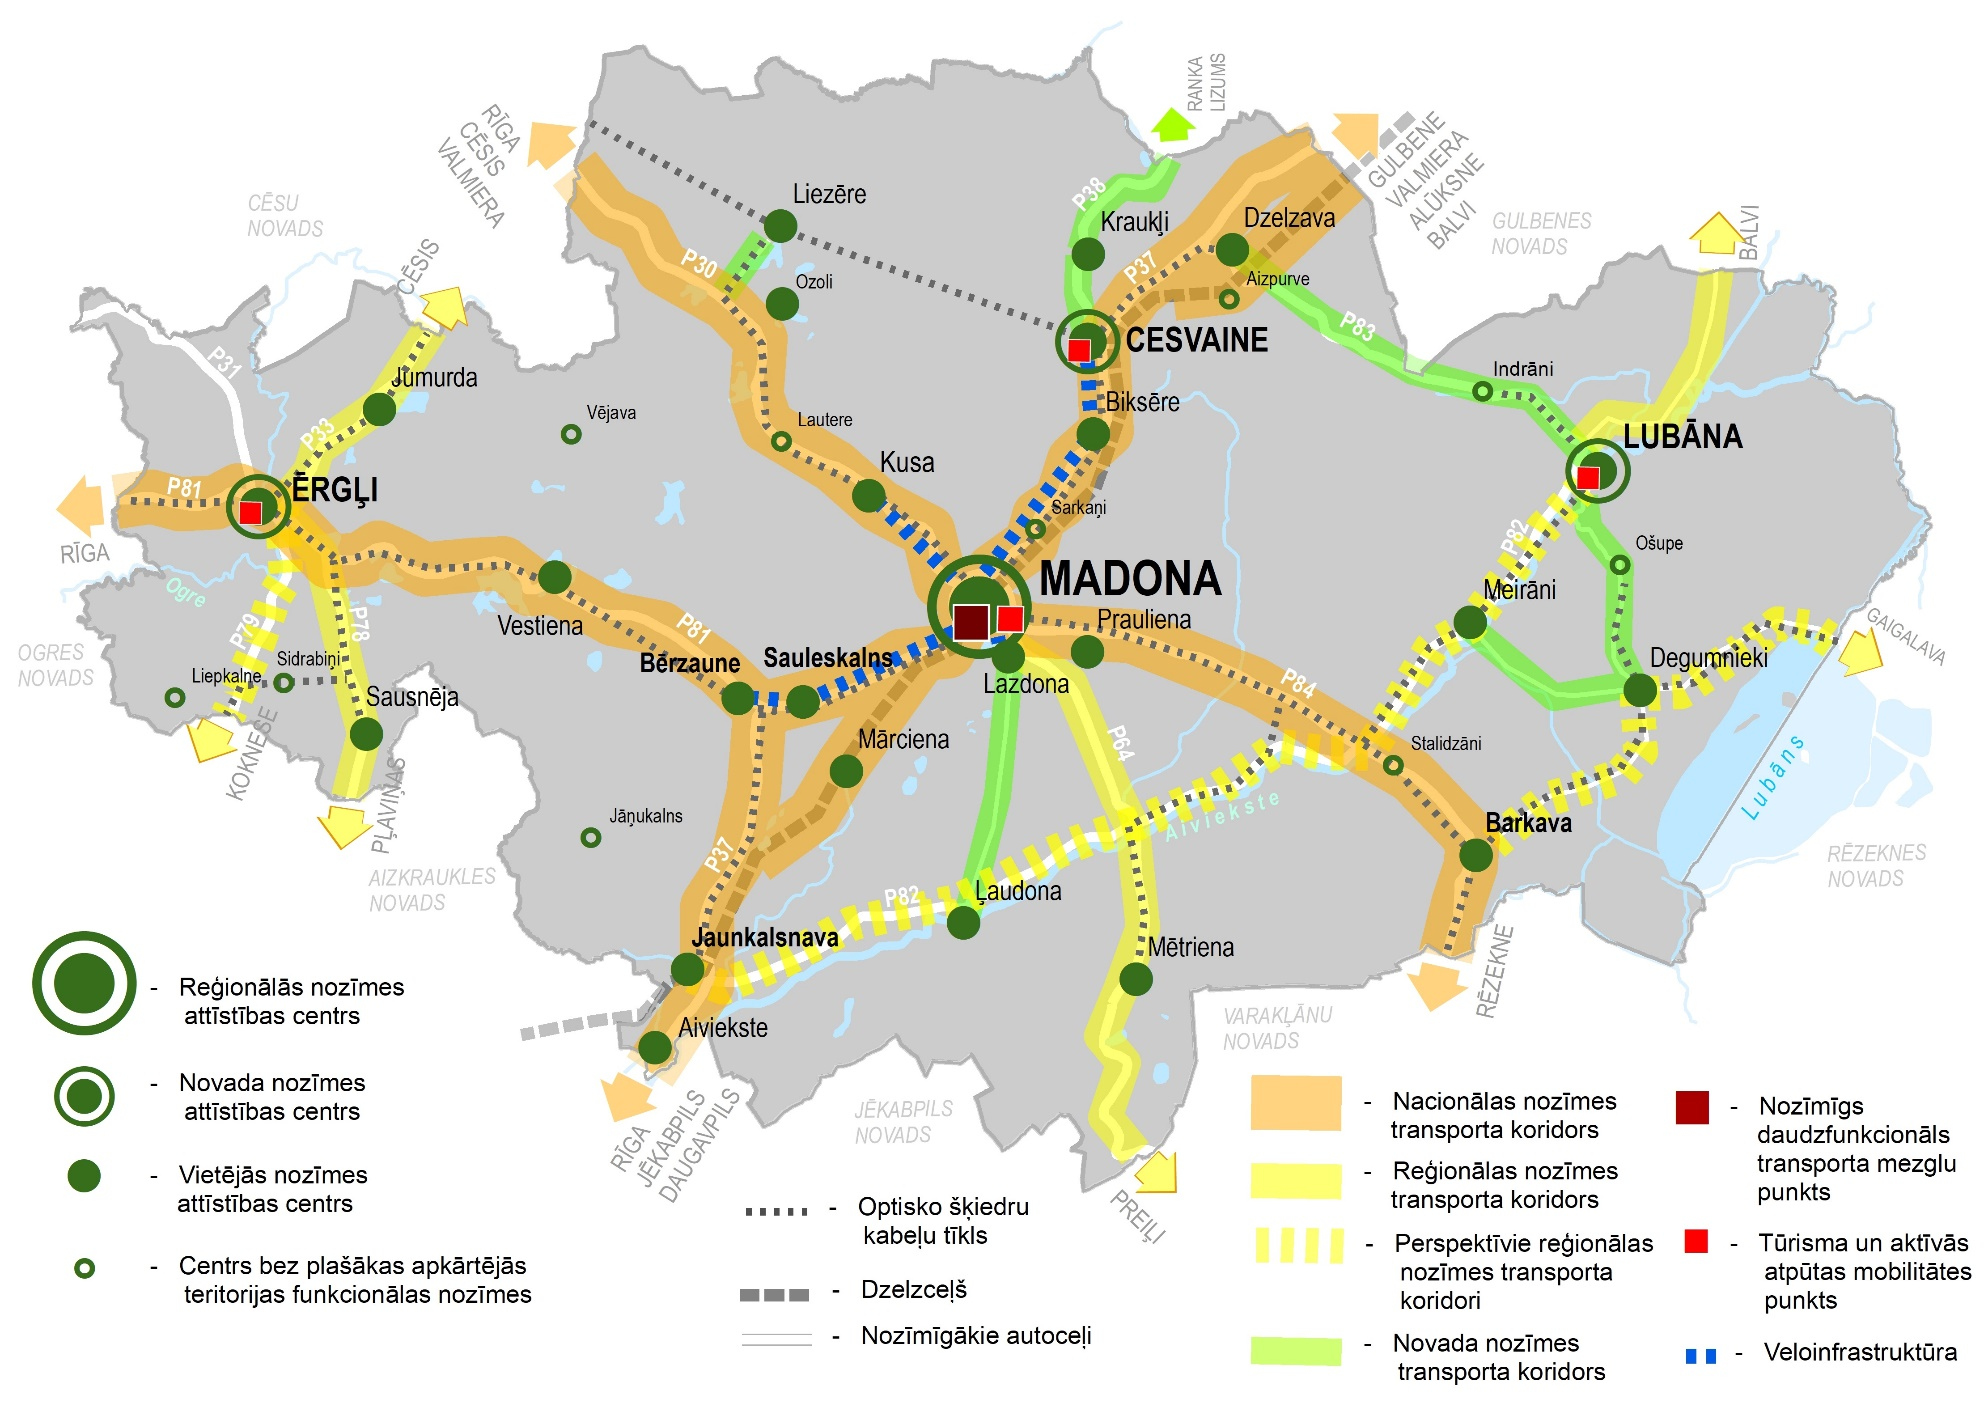 RANKA
LIZUMS
RĪGA
CĒSIS
VALMIERA
GULBENE
VALMIERA
ALŪKSNE
BALVI
CĒSU
NOVADS
Liezēre
P38
Kraukļi
Dzelzava
GULBENES
NOVADS
BALVI
CĒSIS
P30
Ozoli
P37
Aizpurve
P83
P31
CESVAINE
Jumurda
Indrāni
Biksēre
Vējava
Lautere
P33
LUBĀNA
Kusa
P81
ĒRGĻI
Sarkaņi
RĪGA
P82
Ošupe
MADONA
Meirāni
Ogre
Vestiena
P81
Prauliena
GAIGALAVA
P79
P78
OGRES
NOVADS
Liepkalne
Sidrabiņi
Bērzaune
Sauleskalns
Lazdona
P84
Degumnieki
Sausnēja
KOKNESE
Mārciena
P64
Stalidzāni
Lubāns
PĻAVIŅAS
Jāņukalns
Aiviekste
Barkava
P37
AIZKRAUKLES
NOVADS
P82
Ļaudona
RĒZEKNES
NOVADS
Jaunkalsnava
Mētriena
RĒZEKNE
Aiviekste
VARAKĻĀNU
NOVADS
RĪGA
JĒKABPILS
DAUGAVPILS
JĒKABPILS
NOVADS
PREIĻI
- Reģionālās nozīmes
attīstības centrs
- Novada nozīmes
attīstības centrs
- Vietējās nozīmes
attīstības centrs
- Centrs bez plašākas apkārtējās
teritorijas funkcionālas nozīmes
- Optisko šķiedru
kabeļu tīkls
- Dzelzceļš
- Nozīmīgākie autoceļi
- Nacionālas nozīmes
transporta koridors
- Reģionālas nozīmes
transporta koridors
- Perspektīvie reģionālas
nozīmes transporta
koridori
- Novada nozīmes
transporta koridors
- Nozīmīgs
daudzfunkcionāls
transporta mezglu
punkts
- Tūrisma un aktīvās
atpūtas mobilitātes
punkts
- Veloinfrastruktūra